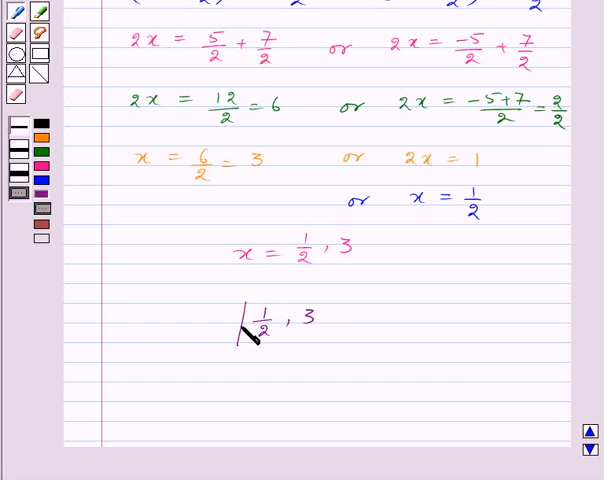 2x = 5/2 + 7/2 or 2x = -5/2 + 7/2
2x = 12/2 = 6 or 2x = -5+7/2 = 2/2
x = 6/2 = 3 or 2x = 1
or x = 1/2
x = 1/2 , 3
1/2 , 3